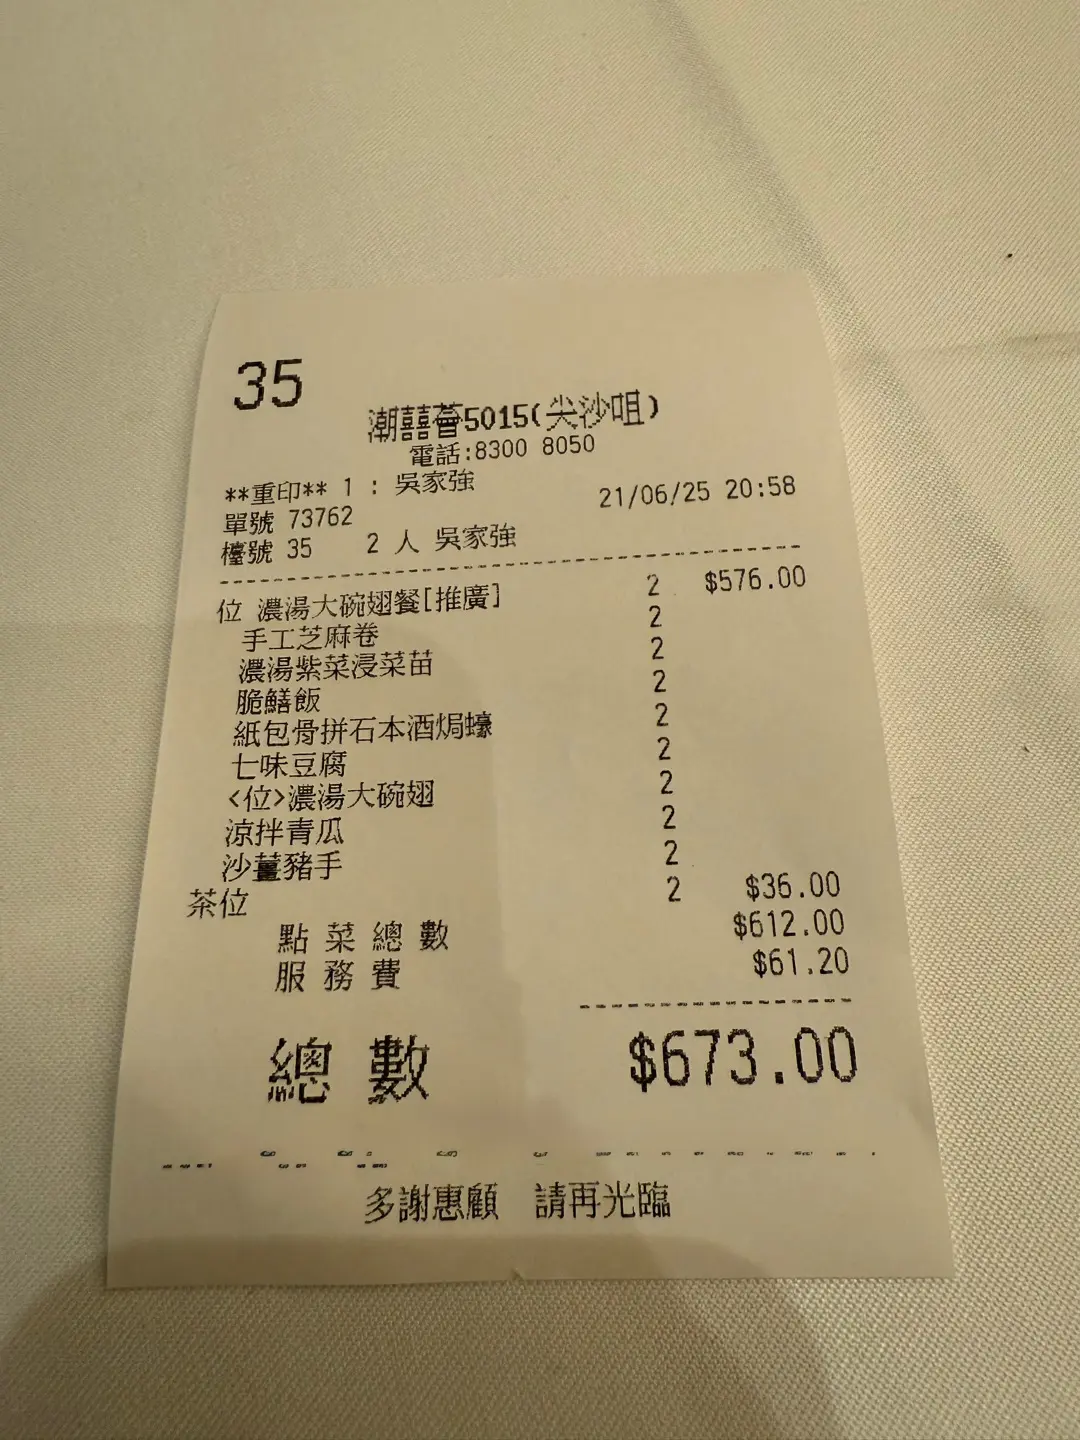 35
潮囍薈5015(尖沙咀)
電話:8300 8050
**重印** 1 : 吳家強
21/06/25 20:58
單號 73762
檯號 35 2 人 吳家強
位 濃湯大碗翅餐[推廣] 2 $576.00
手工芝麻卷 2
濃湯紫菜浸菜苗 2
脆鱔飯 2
紙包骨拼石本酒焗蠔 2
七味豆腐 2
<位>濃湯大碗翅 2
涼拌青瓜 2
沙薑豬手 2
茶位 2 $36.00
點 菜 總 數 $612.00
服 務 費 $61.20
總 數 $673.00
多謝惠顧 請再光臨